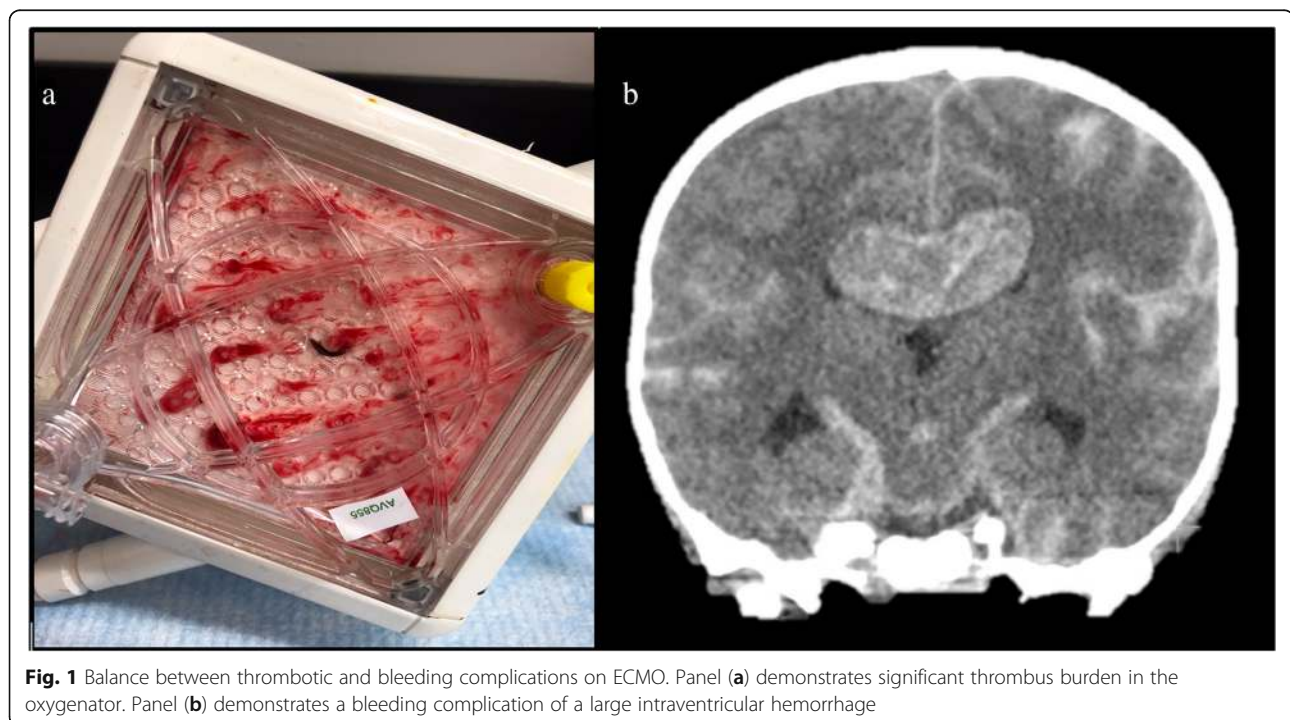 a
b
AVQ855
Fig. 1 Balance between thrombotic and bleeding complications on ECMO. Panel (a) demonstrates significant thrombus burden in the
oxygenator. Panel (b) demonstrates a bleeding complication of a large intraventricular hemorrhage